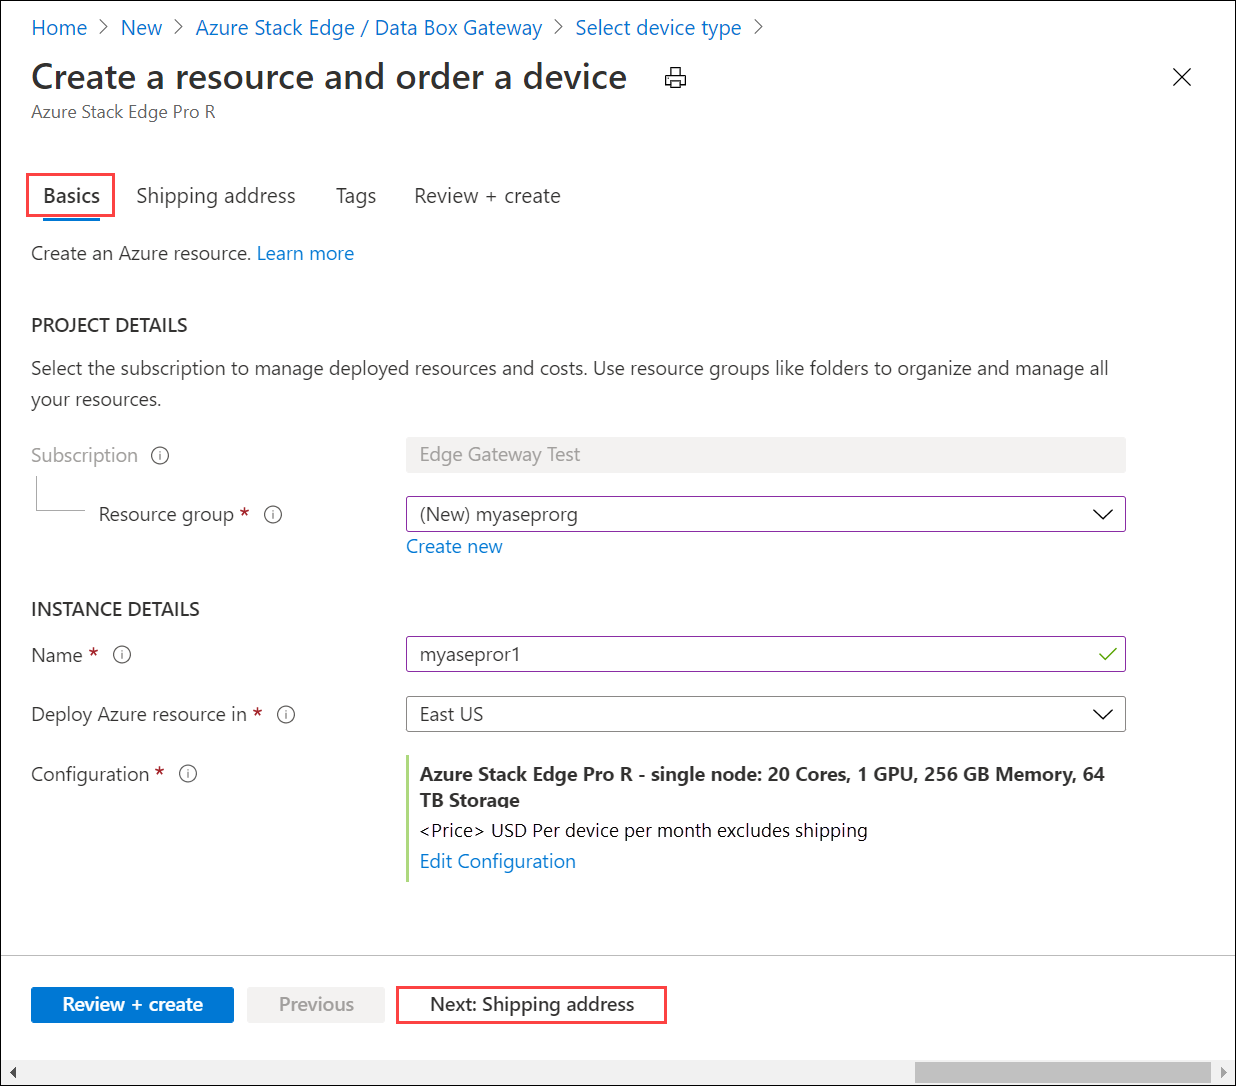 Home > New > Azure Stack Edge / Data Box Gateway > Select device type >
Create a resource and order a device
Azure Stack Edge Pro R
Basics Shipping address Tags Review + create
Create an Azure resource. Learn more
PROJECT DETAILS
Select the subscription to manage deployed resources and costs. Use resource groups like folders to organize and manage all
your resources.
Subscription Edge Gateway Test
Resource group * (New) myaseprorg
Create new
INSTANCE DETAILS
Name * myasepror1
Deploy Azure resource in * East US
Configuration * Azure Stack Edge Pro R - single node: 20 Cores, 1 GPU, 256 GB Memory, 64
TB Storage
<Price> USD Per device per month excludes shipping
Edit Configuration
Review + create Previous Next: Shipping address